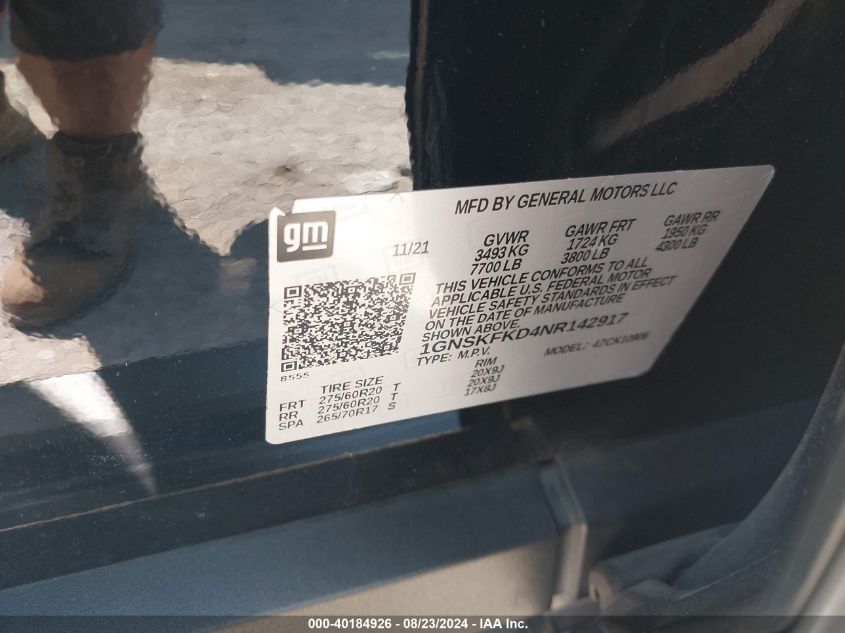 MFD BY GENERAL MOTORS LLC
gm
11/21
GVWR GAWR FRT GAWR RR
3493 KG 1724 KG 1950 KG
7700 LB 3800 LB 4300 LB
THIS VEHICLE CONFORMS TO ALL
APPLICABLE U.S. FEDERAL MOTOR
VEHICLE SAFETY STANDARDS IN EFFECT
ON THE DATE OF MANUFACTURE
SHOWN ABOVE.
1GNSKFKD4NR142917
TYPE: M.P.V. MODEL:
8555
TIRE SIZE RIM
FRT 275/60R20 T 20X9J
RR 275/60R20 T 20X9J
SPA 265/70R17 S 17X8J
000-40184926 - 08/23/2024 - IAA Inc.